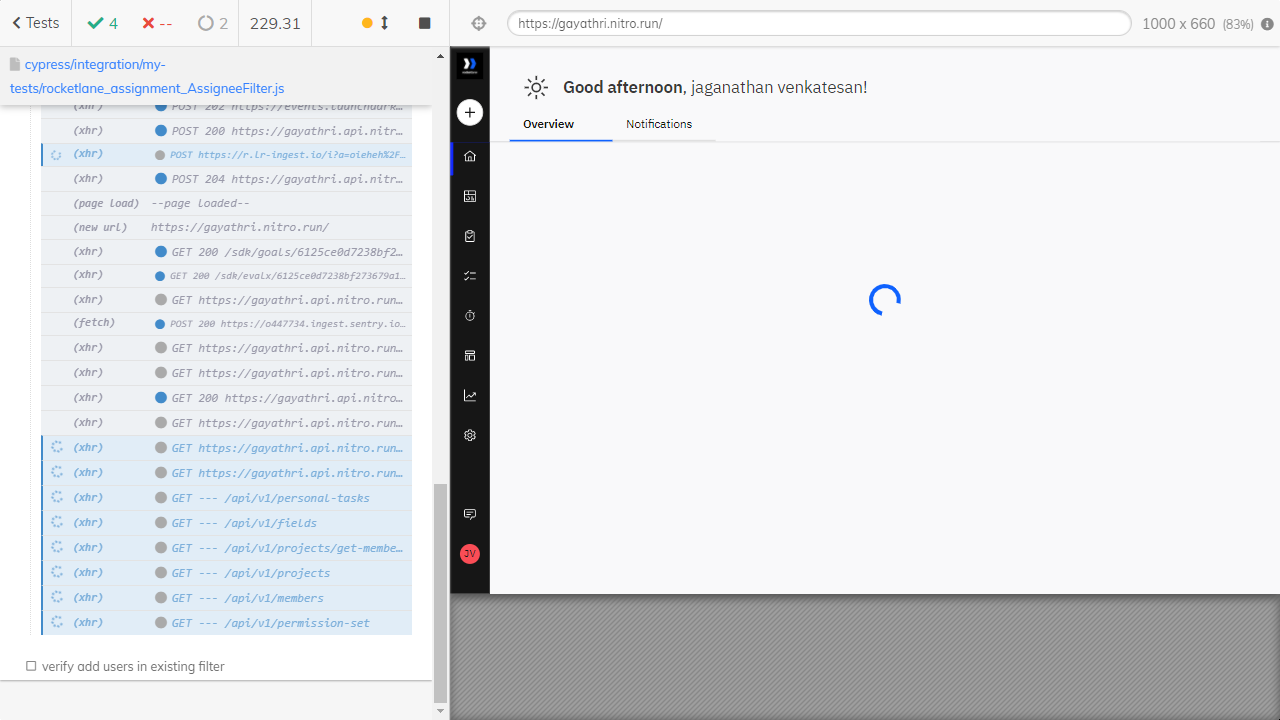 Tests
4
--
2
229.31
https://gayathri.nitro.run/
1000 x 660 (83%)
cypress/integration/my-
tests/rocketlane_assignment_AssigneeFilter.js
(xhr) POST 202 https://events.launchdark…
(xhr) POST 200 https://gayathri.api.nitr…
(xhr) POST https://r.lr-ingest.io/i?a=oieheh%2F…
(xhr) POST 204 https://gayathri.api.nitr…
(page load) --page loaded--
(new url) https://gayathri.nitro.run/
(xhr) GET 200 /sdk/goals/6125ce0d7238bf2…
(xhr) GET 200 /sdk/evalx/6125ce0d7238bf273679a1…
(xhr) GET https://gayathri.api.nitro.run…
(fetch) POST 200 https://o447734.ingest.sentry.io…
(xhr) GET https://gayathri.api.nitro.run…
(xhr) GET https://gayathri.api.nitro.run…
(xhr) GET 200 https://gayathri.api.nitro…
(xhr) GET https://gayathri.api.nitro.run…
(xhr) GET https://gayathri.api.nitro.run…
(xhr) GET https://gayathri.api.nitro.run…
(xhr) GET --- /api/v1/personal-tasks
(xhr) GET --- /api/v1/fields
(xhr) GET --- /api/v1/projects/get-membe…
(xhr) GET --- /api/v1/projects
(xhr) GET --- /api/v1/members
(xhr) GET --- /api/v1/permission-set
verify add users in existing filter
Good afternoon, jaganathan venkatesan!
Overview
Notifications
JV